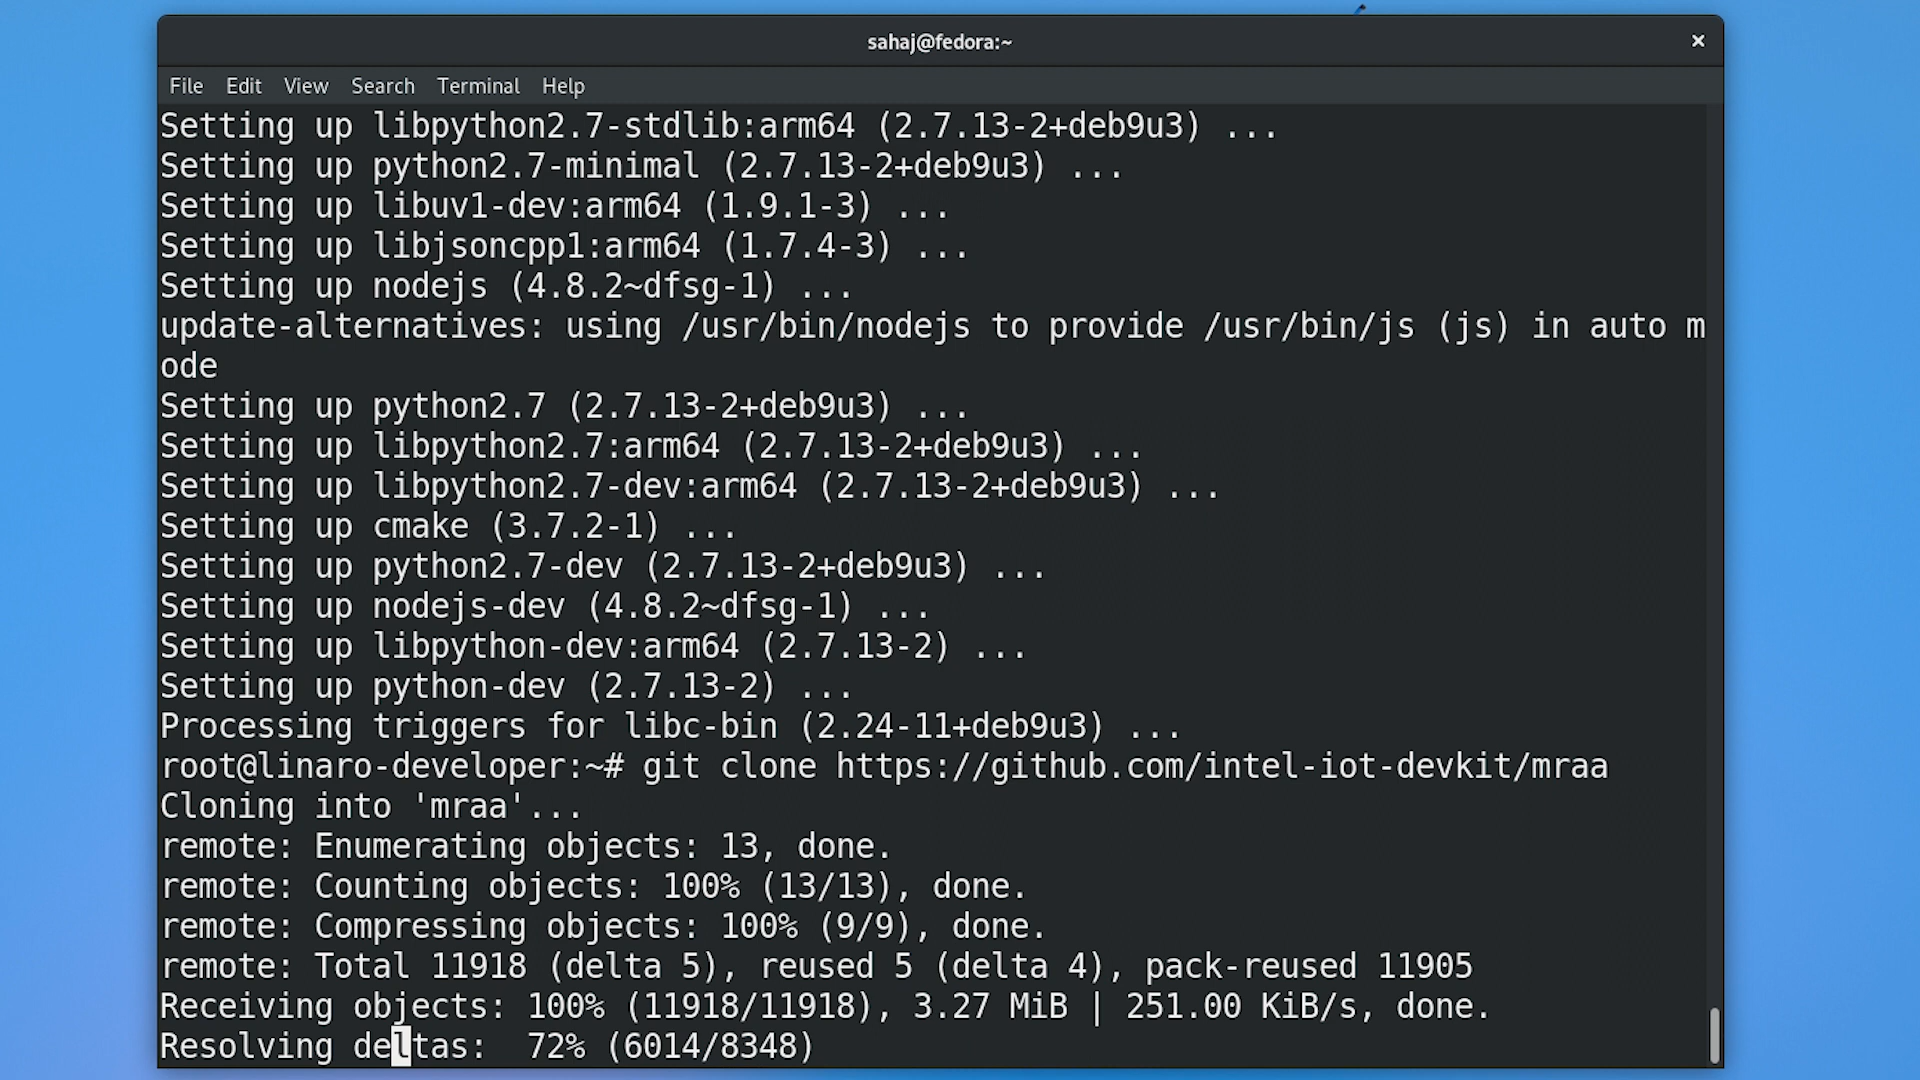 sahaj@fedora:~
File Edit View Search Terminal Help
Setting up libpython2.7-stdlib:arm64 (2.7.13-2+deb9u3) ...
Setting up python2.7-minimal (2.7.13-2+deb9u3) ...
Setting up libuv1-dev:arm64 (1.9.1-3) ...
Setting up libjsoncpp1:arm64 (1.7.4-3) ...
Setting up nodejs (4.8.2~dfsg-1) ...
update-alternatives: using /usr/bin/nodejs to provide /usr/bin/js (js) in auto m
ode
Setting up python2.7 (2.7.13-2+deb9u3) ...
Setting up libpython2.7:arm64 (2.7.13-2+deb9u3) ...
Setting up libpython2.7-dev:arm64 (2.7.13-2+deb9u3) ...
Setting up cmake (3.7.2-1) ...
Setting up python2.7-dev (2.7.13-2+deb9u3) ...
Setting up nodejs-dev (4.8.2~dfsg-1) ...
Setting up libpython-dev:arm64 (2.7.13-2) ...
Setting up python-dev (2.7.13-2) ...
Processing triggers for libc-bin (2.24-11+deb9u3) ...
root@linaro-developer:~# git clone https://github.com/intel-iot-devkit/mraa
Cloning into 'mraa'...
remote: Enumerating objects: 13, done.
remote: Counting objects: 100% (13/13), done.
remote: Compressing objects: 100% (9/9), done.
remote: Total 11918 (delta 5), reused 5 (delta 4), pack-reused 11905
Receiving objects: 100% (11918/11918), 3.27 MiB | 251.00 KiB/s, done.
Resolving deltas:  72% (6014/8348)